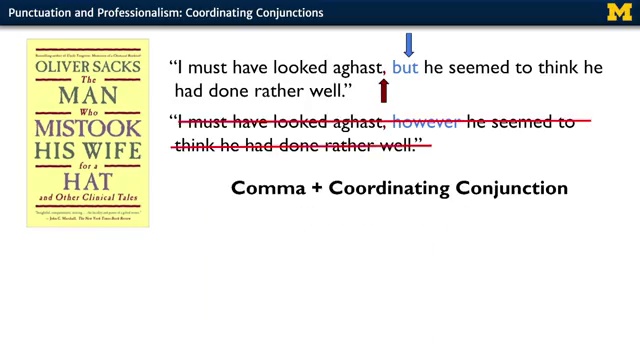 Punctuation and Professionalism: Coordinating Conjunctions
M
OLIVER SACKS
The
MAN
Who
MISTOOK
HIS WIFE
for a
HAT
and Other Clinical Tales
“I must have looked aghast, but he seemed to think he
had done rather well.”
“I must have looked aghast, however he seemed to
think he had done rather well.”
Comma + Coordinating Conjunction